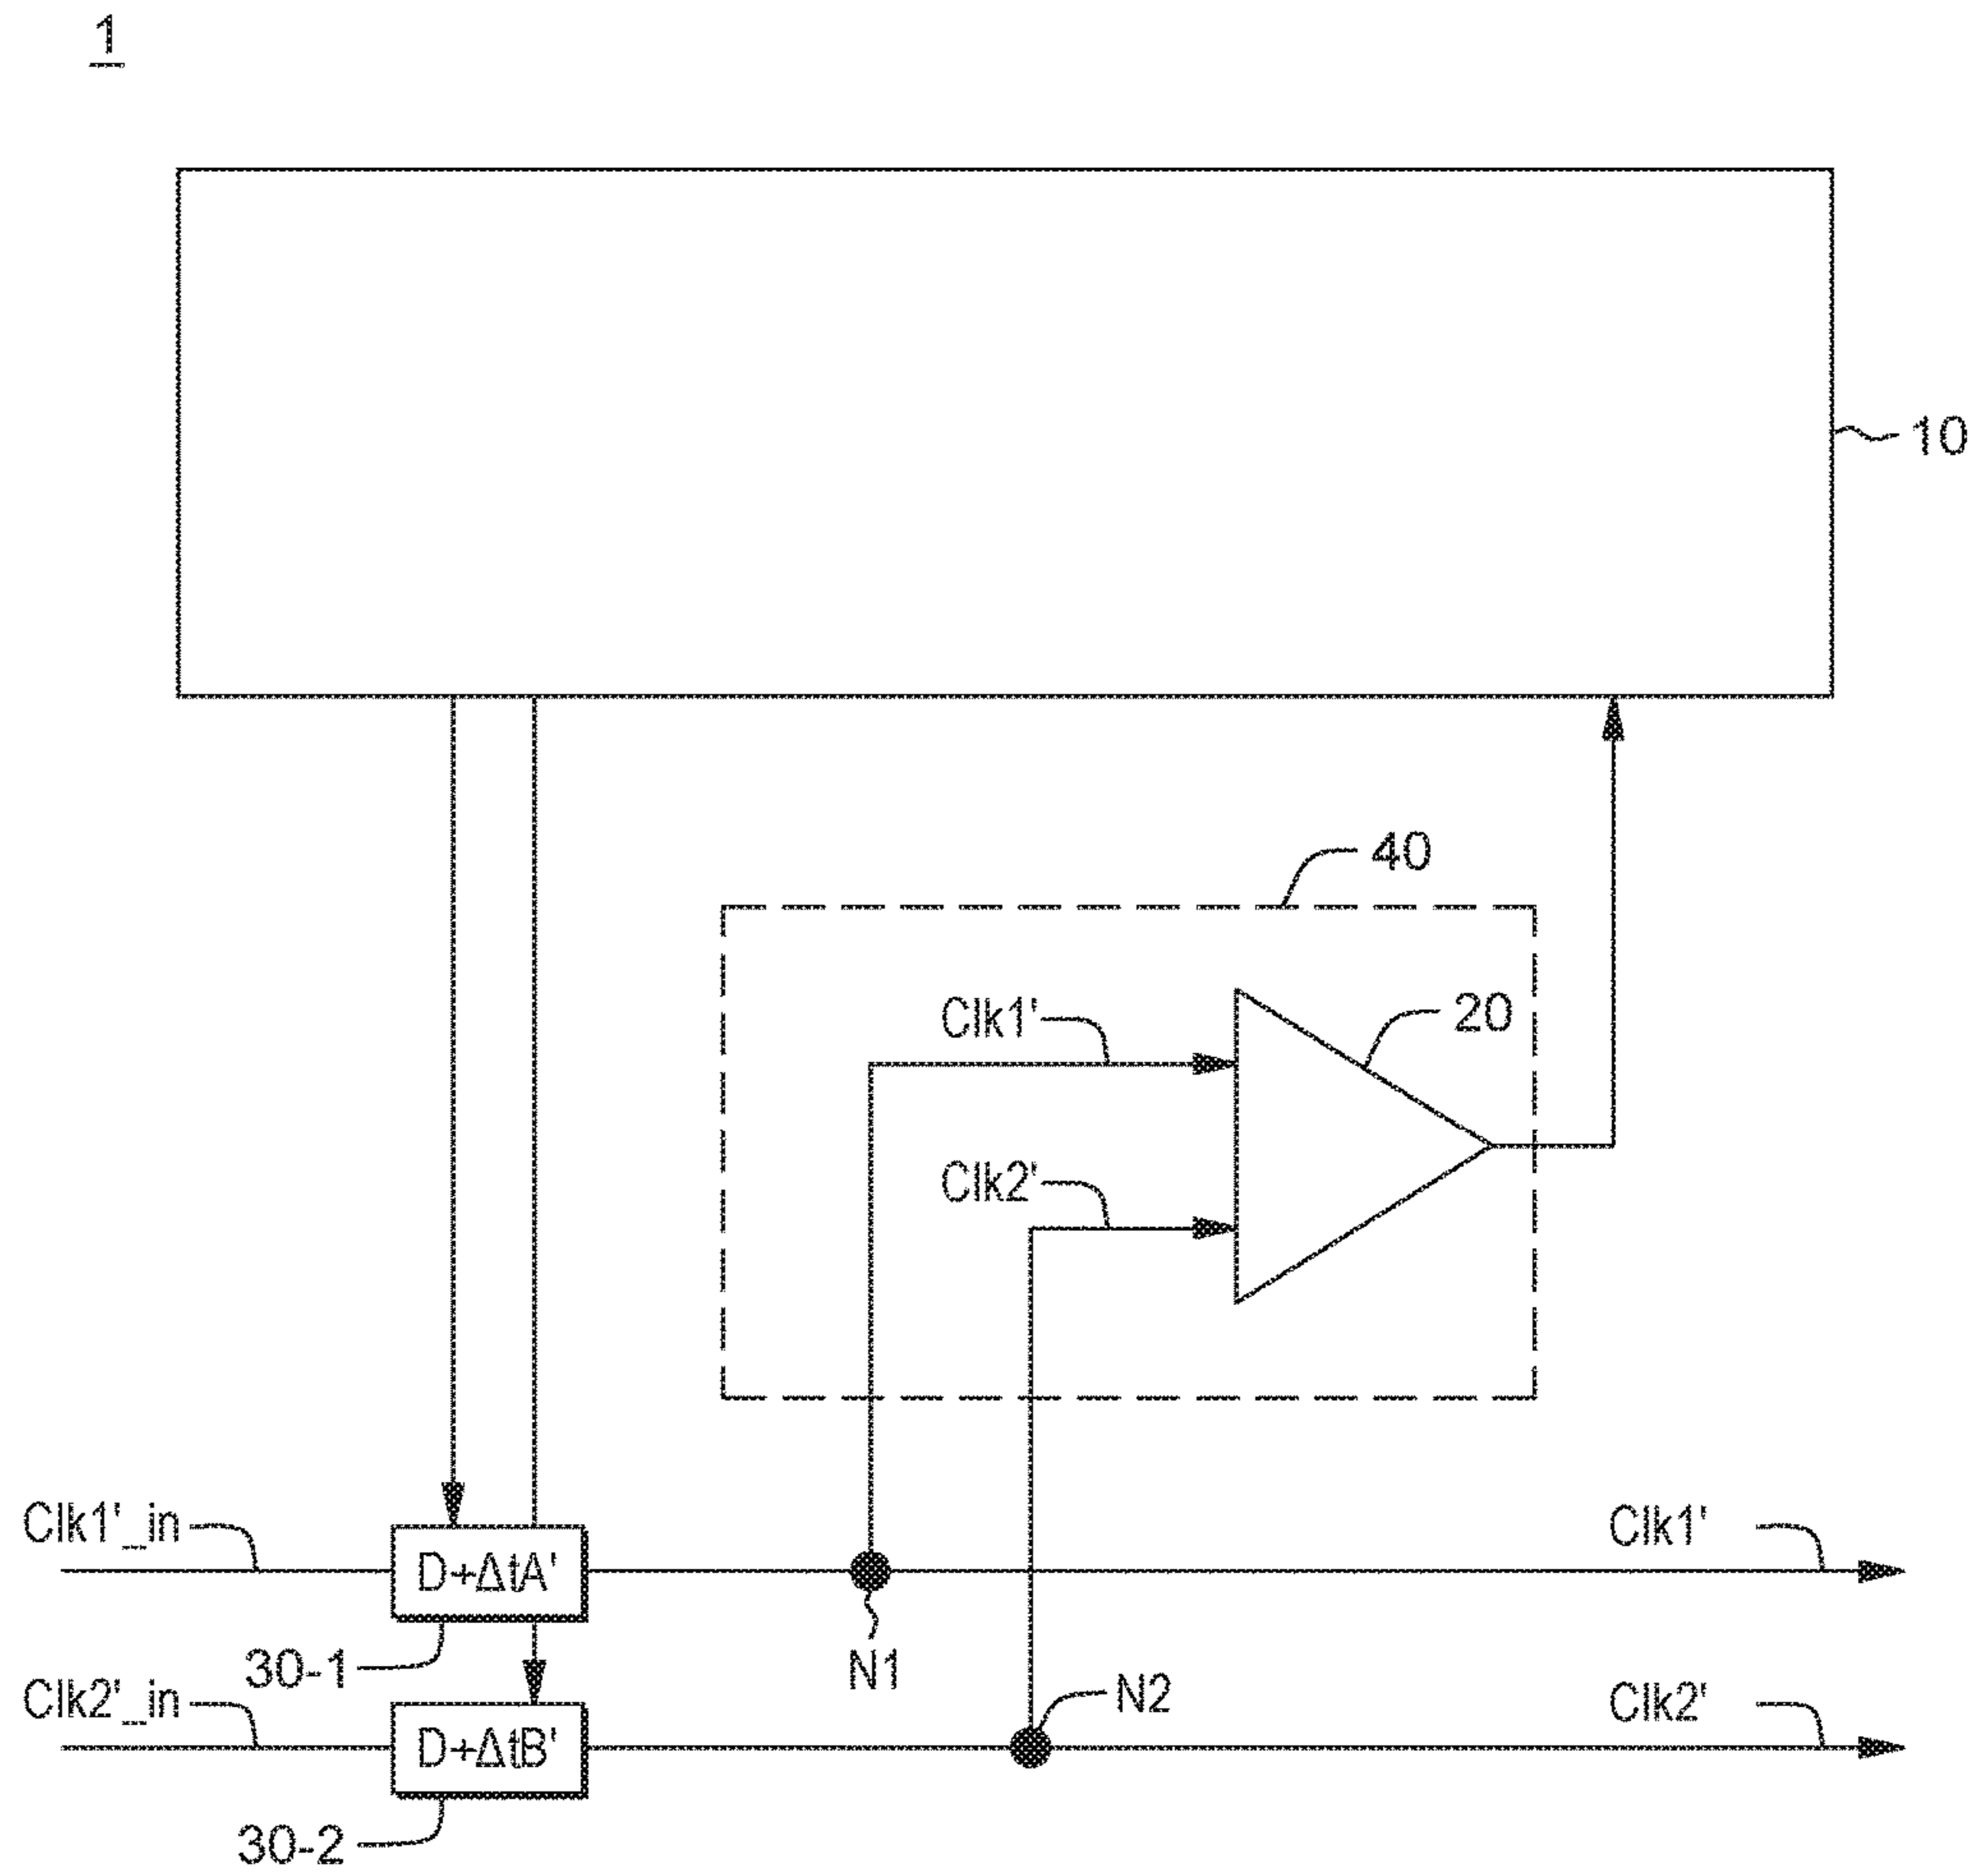 1
10
40
Clk1'
20
Clk2'
Clk1'_in
D+ΔtA'
Clk1'
30-1
N1
Clk2'_in
D+ΔtB'
N2
Clk2'
30-2